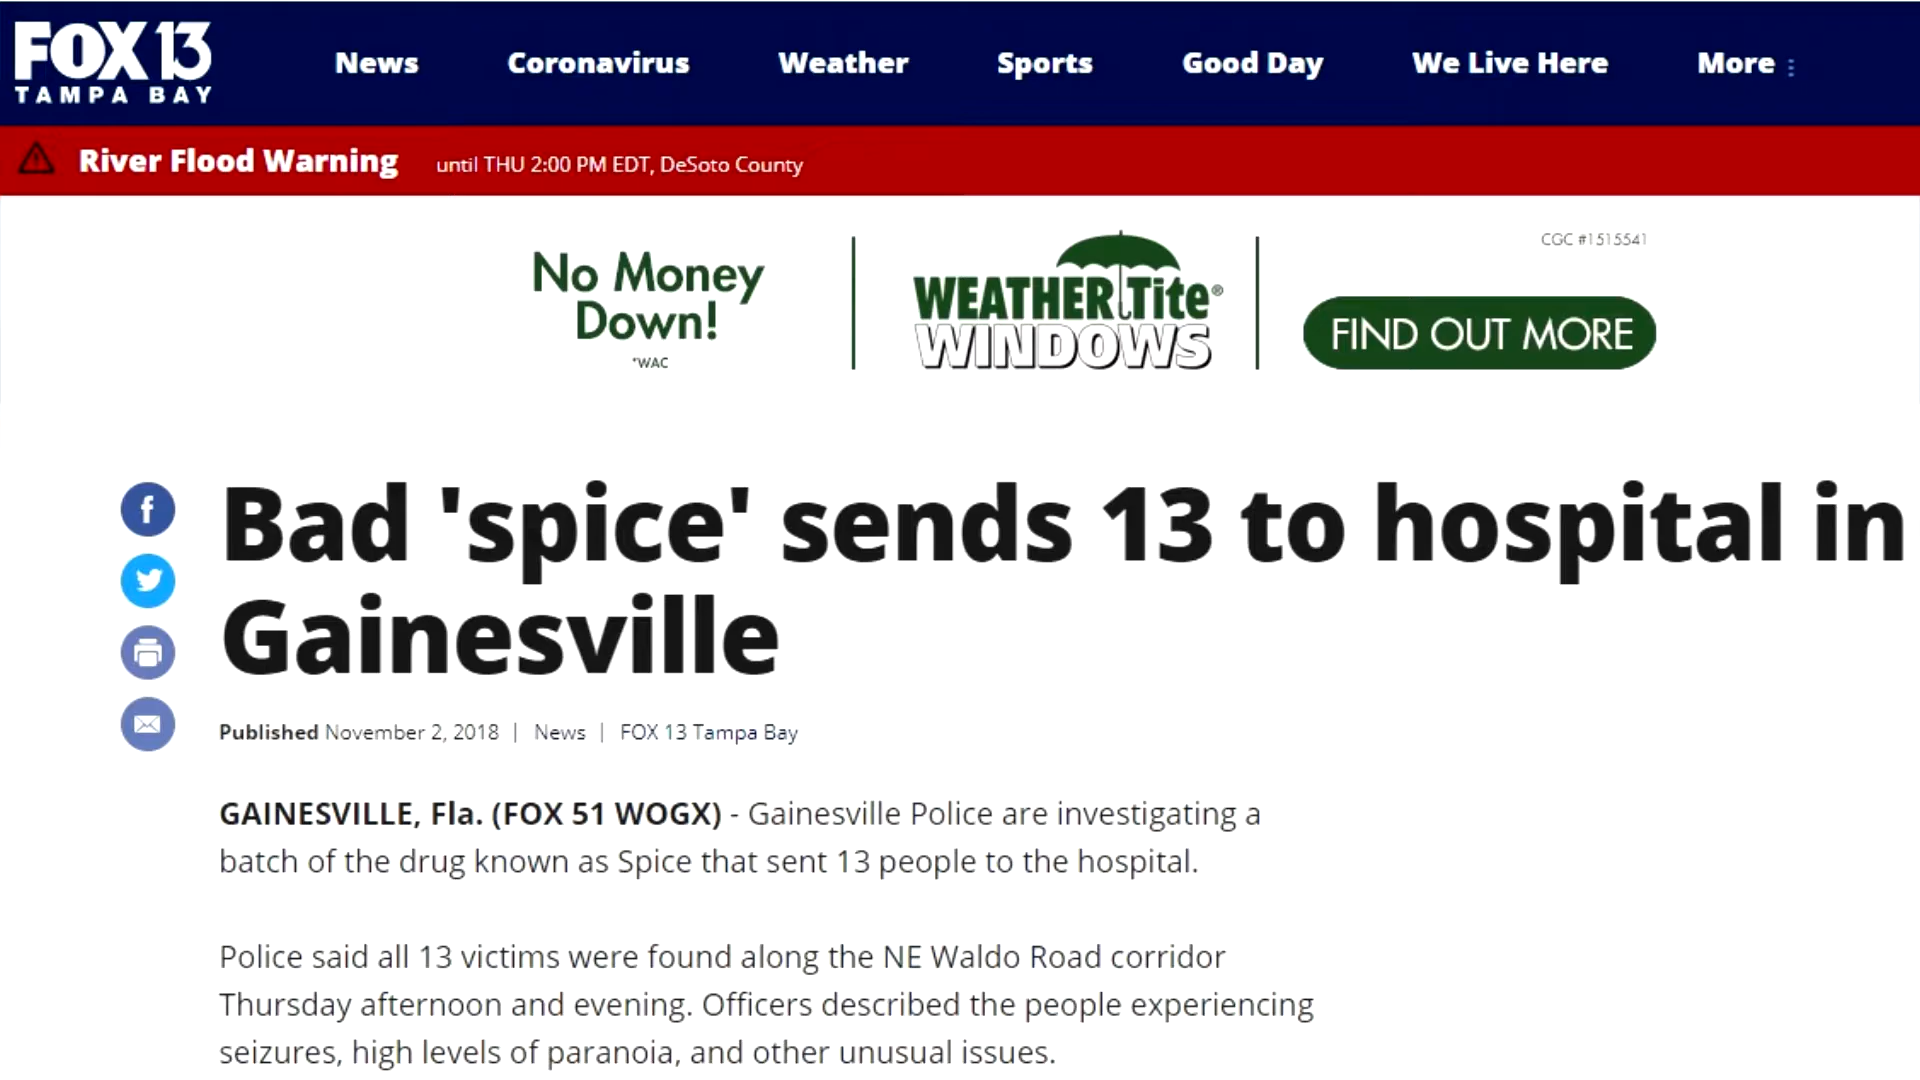 FOX 13
TAMPA BAY
News Coronavirus Weather Sports Good Day We Live Here More
River Flood Warning until THU 2:00 PM EDT, DeSoto County
No Money
Down!
*WAC
WEATHER Tite®
WINDOWS
CGC #1515541
FIND OUT MORE
Bad 'spice' sends 13 to hospital in
Gainesville
Published November 2, 2018 | News | FOX 13 Tampa Bay
GAINESVILLE, Fla. (FOX 51 WOGX) - Gainesville Police are investigating a
batch of the drug known as Spice that sent 13 people to the hospital.
Police said all 13 victims were found along the NE Waldo Road corridor
Thursday afternoon and evening. Officers described the people experiencing
seizures, high levels of paranoia, and other unusual issues.